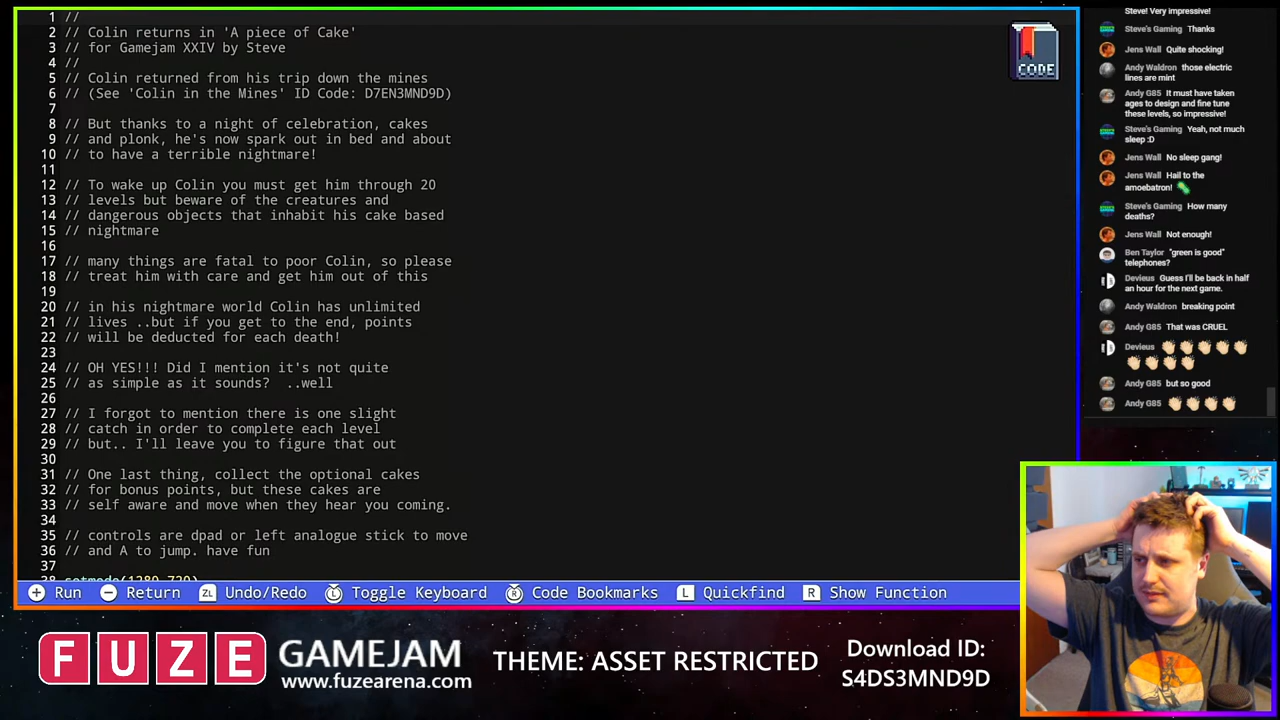 1 //
2 // Colin returns in 'A piece of Cake'
3 // for Gamejam XXIV by Steve
4 //
5 // Colin returned from his trip down the mines
6 // (See 'Colin in the Mines' ID Code: D7EN3MND9D)
7
8 // But thanks to a night of celebration, cakes
9 // and plonk, he's now spark out in bed and about
10 // to have a terrible nightmare!
11
12 // To wake up Colin you must get him through 20
13 // levels but beware of the creatures and
14 // dangerous objects that inhabit his cake based
15 // nightmare
16
17 // many things are fatal to poor Colin, so please
18 // treat him with care and get him out of this
19
20 // in his nightmare world Colin has unlimited
21 // lives ..but if you get to the end, points
22 // will be deducted for each death!
23
24 // OH YES!!! Did I mention it's not quite
25 // as simple as it sounds?  ..well
26
27 // I forgot to mention there is one slight
28 // catch in order to complete each level
29 // but.. I'll leave you to figure that out
30
31 // One last thing, collect the optional cakes
32 // for bonus points, but these cakes are
33 // self aware and move when they hear you coming.
34
35 // controls are dpad or left analogue stick to move
36 // and A to jump. have fun
37
38 setmode(1280,720)
CODE
+ Run - Return ZL Undo/Redo L Toggle Keyboard R Code Bookmarks L Quickfind R Show Function
Steve! Very impressive!
Steve's Gaming Thanks
Jens Wall Quite shocking!
Andy Waldron those electric
lines are mint
Andy G85 It must have taken
ages to design and fine tune
these levels, so impressive!
Steve's Gaming Yeah, not much
sleep :D
Jens Wall No sleep gang!
Jens Wall Hail to the
amoebatron!
Steve's Gaming How many
deaths?
Jens Wall Not enough!
Ben Taylor "green is good"
telephones?
Devieus Guess I'll be back in half
an hour for the next game.
Andy Waldron breaking point
Andy G85 That was CRUEL
Devieus
Andy G85 but so good
Andy G85
FUZE GAMEJAM
www.fuzearena.com
THEME: ASSET RESTRICTED
Download ID:
S4DS3MND9D